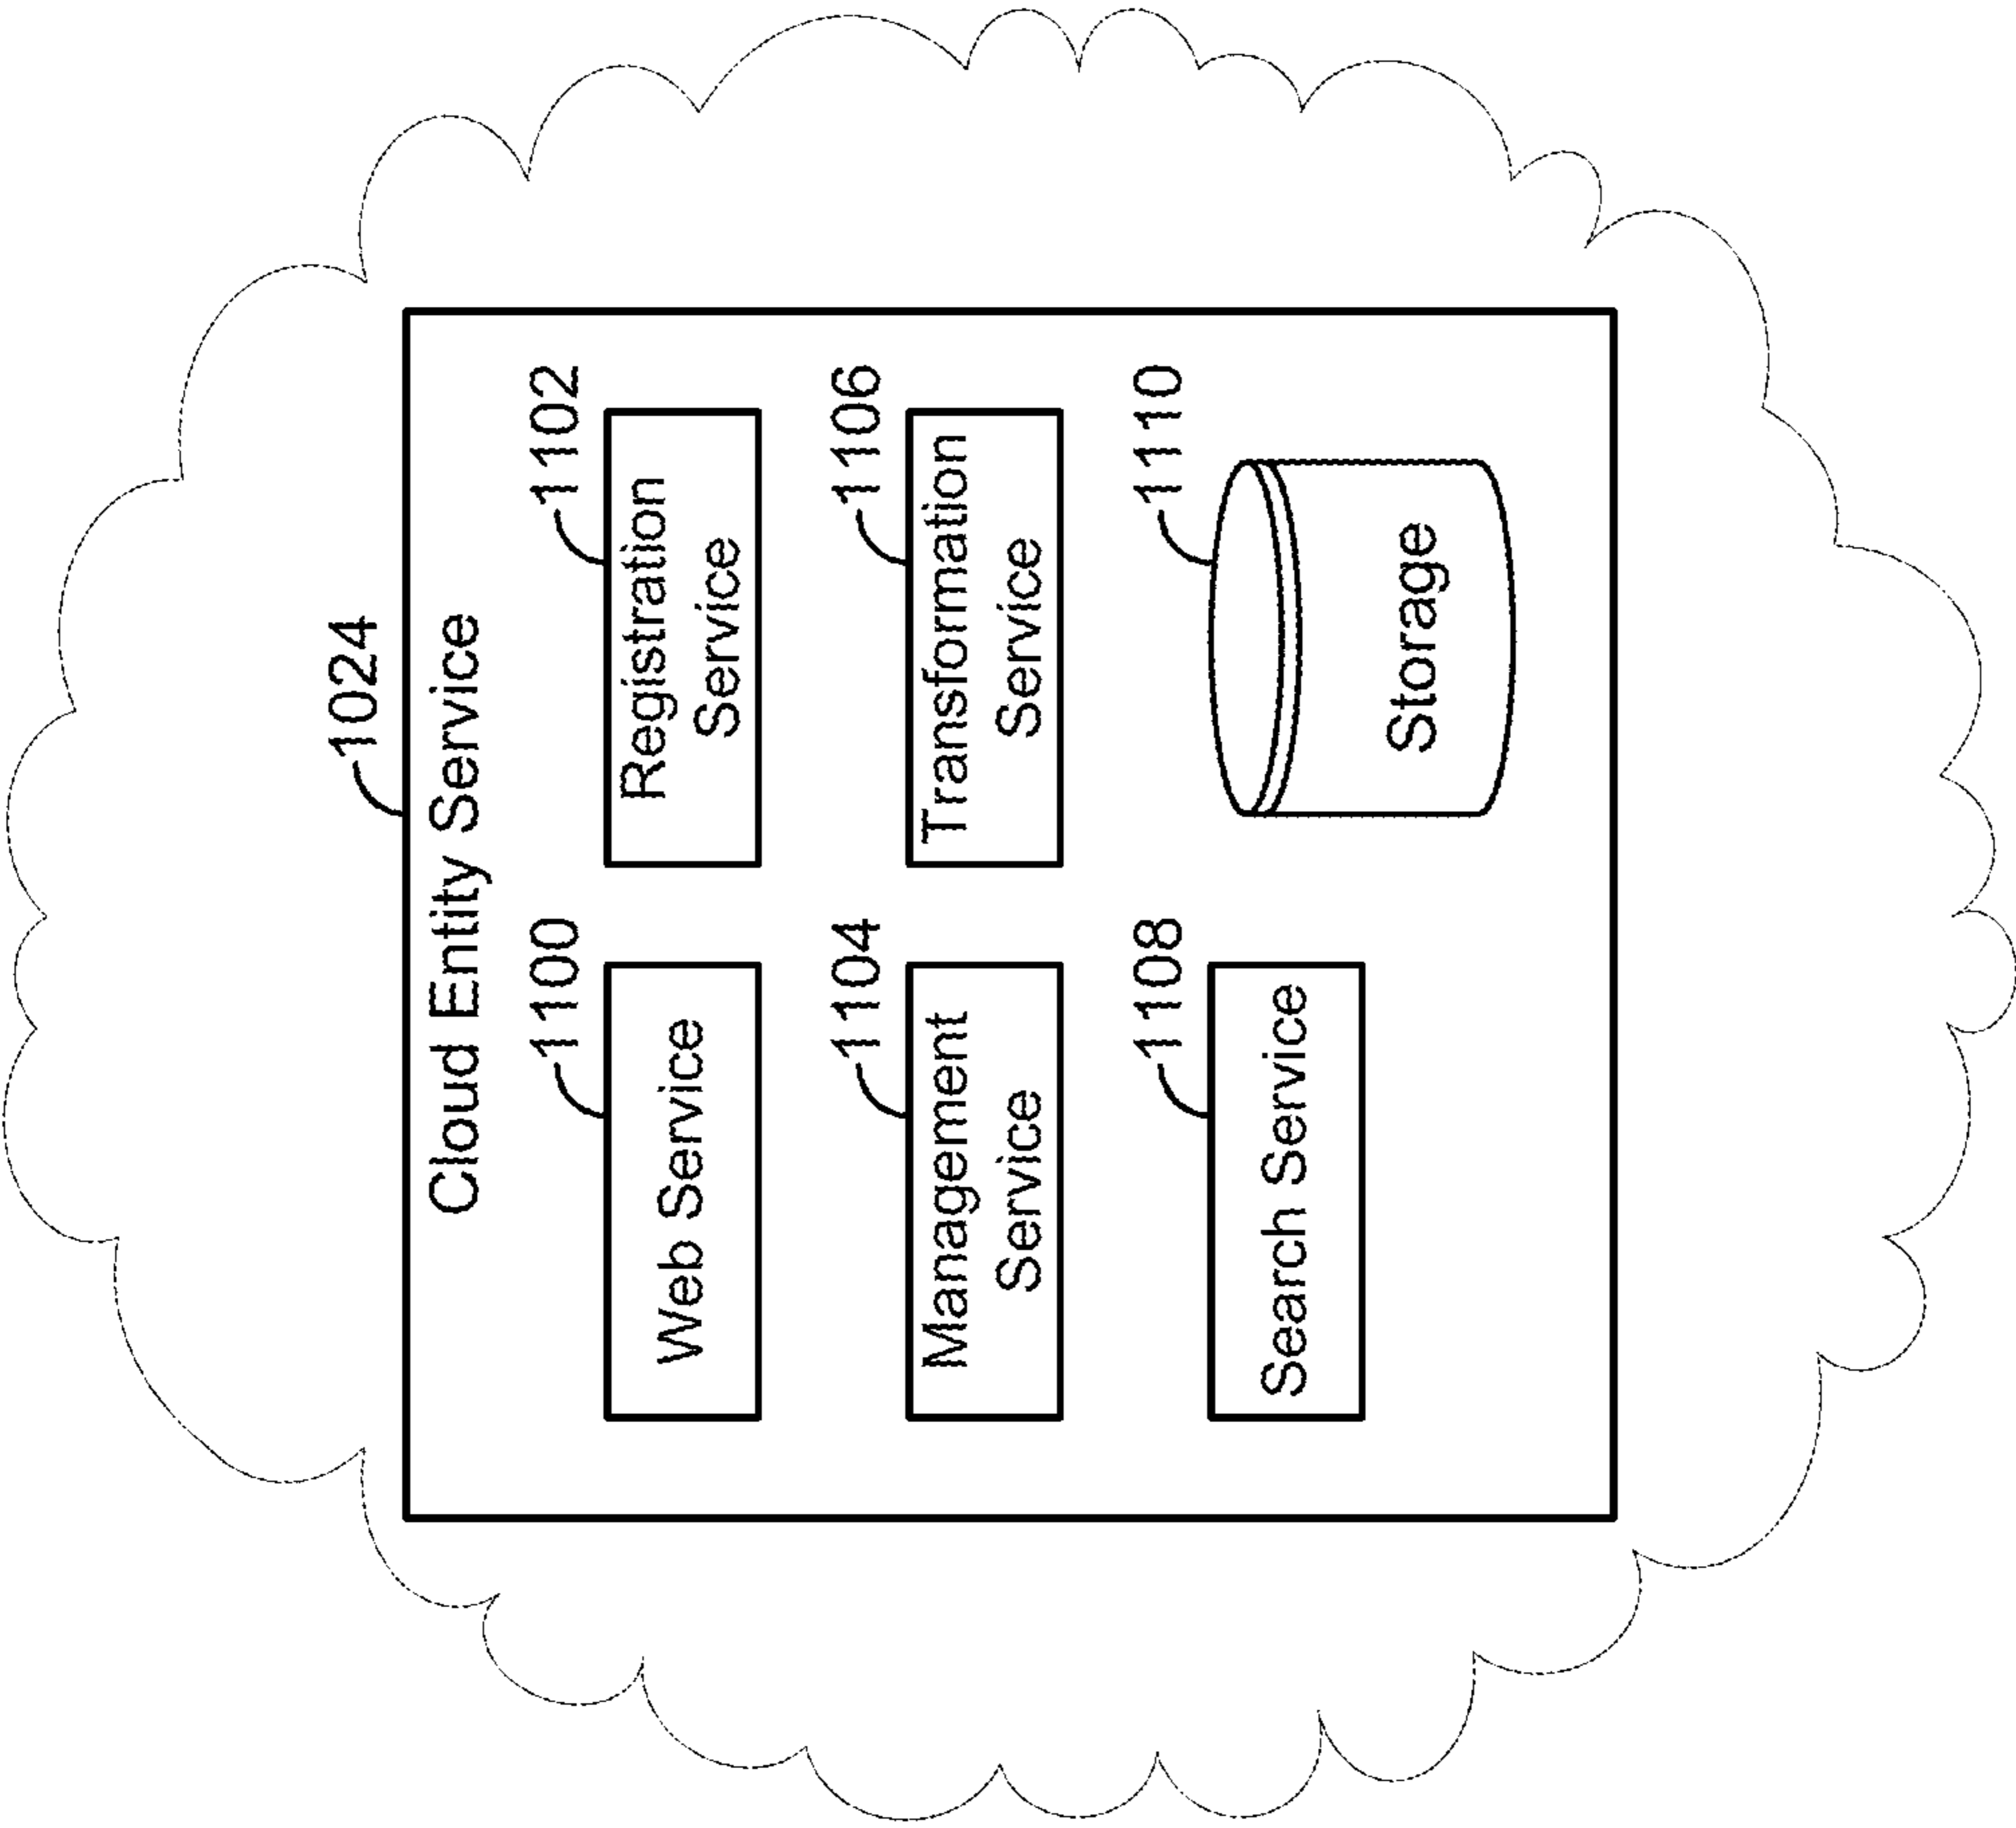 1024
Cloud Entity Service
1100
Web Service
1102
Registration
Service
1104
Management
Service
1106
Transformation
Service
1108
Search Service
1110
Storage